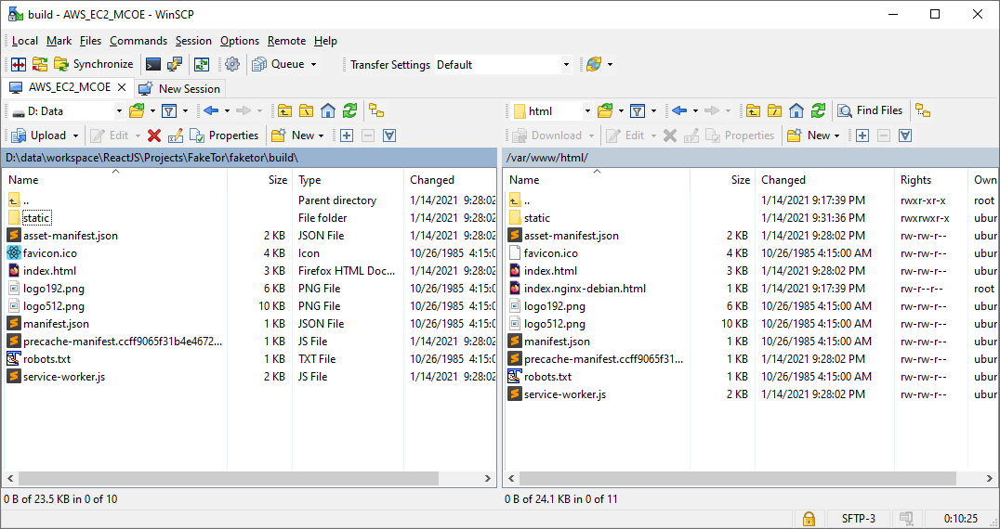 build - AWS_EC2_MCOE - WinSCP
Local Mark Files Commands Session Options Remote Help
Synchronize Queue Transfer Settings Default
AWS_EC2_MCOE New Session
D: Data html Find Files
Upload Edit Properties New Download Edit Properties New
D:\data\workspace\ReactJS\Projects\FakeTor\faketor\build\ /var/www/html/
Name Size Type Changed Name Size Changed Rights Own
.. Parent directory 1/14/2021 9:28:02 .. 1/14/2021 9:17:39 PM rwxr-xr-x root
static File folder 1/14/2021 9:28:02 static 1/14/2021 9:31:36 PM rwxrwxr-x ubur
asset-manifest.json 2 KB JSON File 1/14/2021 9:28:02 asset-manifest.json 2 KB 1/14/2021 9:28:02 PM rw-rw-r-- ubur
favicon.ico 4 KB Icon 10/26/1985 4:15:0 favicon.ico 4 KB 10/26/1985 4:15:00 AM rw-rw-r-- ubur
index.html 3 KB Firefox HTML Doc... 1/14/2021 9:28:02 index.html 3 KB 1/14/2021 9:28:02 PM rw-rw-r-- ubur
logo192.png 6 KB PNG File 10/26/1985 4:15:0 index.nginx-debian.html 1 KB 1/14/2021 9:17:39 PM rw-r--r-- root
logo512.png 10 KB PNG File 10/26/1985 4:15:0 logo192.png 6 KB 10/26/1985 4:15:00 AM rw-rw-r-- ubur
manifest.json 1 KB JSON File 10/26/1985 4:15:0 logo512.png 10 KB 10/26/1985 4:15:00 AM rw-rw-r-- ubur
precache-manifest.ccff9065f31b4e4672... 1 KB JS File 1/14/2021 9:28:02 manifest.json 1 KB 10/26/1985 4:15:00 AM rw-rw-r-- ubur
robots.txt 1 KB TXT File 10/26/1985 4:15:0 precache-manifest.ccff9065f31... 1 KB 1/14/2021 9:28:02 PM rw-rw-r-- ubur
service-worker.js 2 KB JS File 1/14/2021 9:28:02 robots.txt 1 KB 10/26/1985 4:15:00 AM rw-rw-r-- ubur
service-worker.js 2 KB 1/14/2021 9:28:02 PM rw-rw-r-- ubur
0 B of 23.5 KB in 0 of 10 0 B of 24.1 KB in 0 of 11
SFTP-3 0:10:25